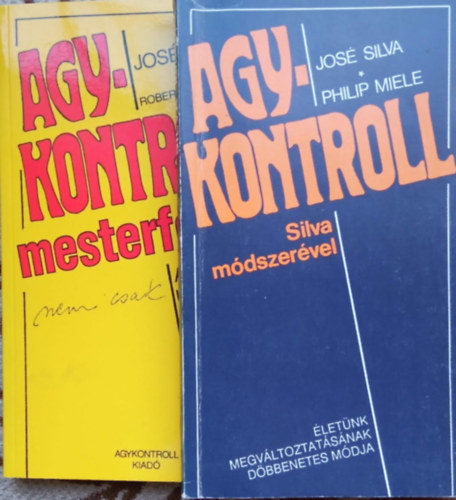 AGY-
KONTR
JOSÉ
ROBER
mesterf
nem csak
AGYKONTROLL
KIADÓ
AGY-
KONTROLL
JOSÉ SILVA
*
PHILIP MIELE
Silva
módszerével
ÉLETÜNK
MEGVÁLTOZTATÁSÁNAK
DÖBBENETES MÓDJA